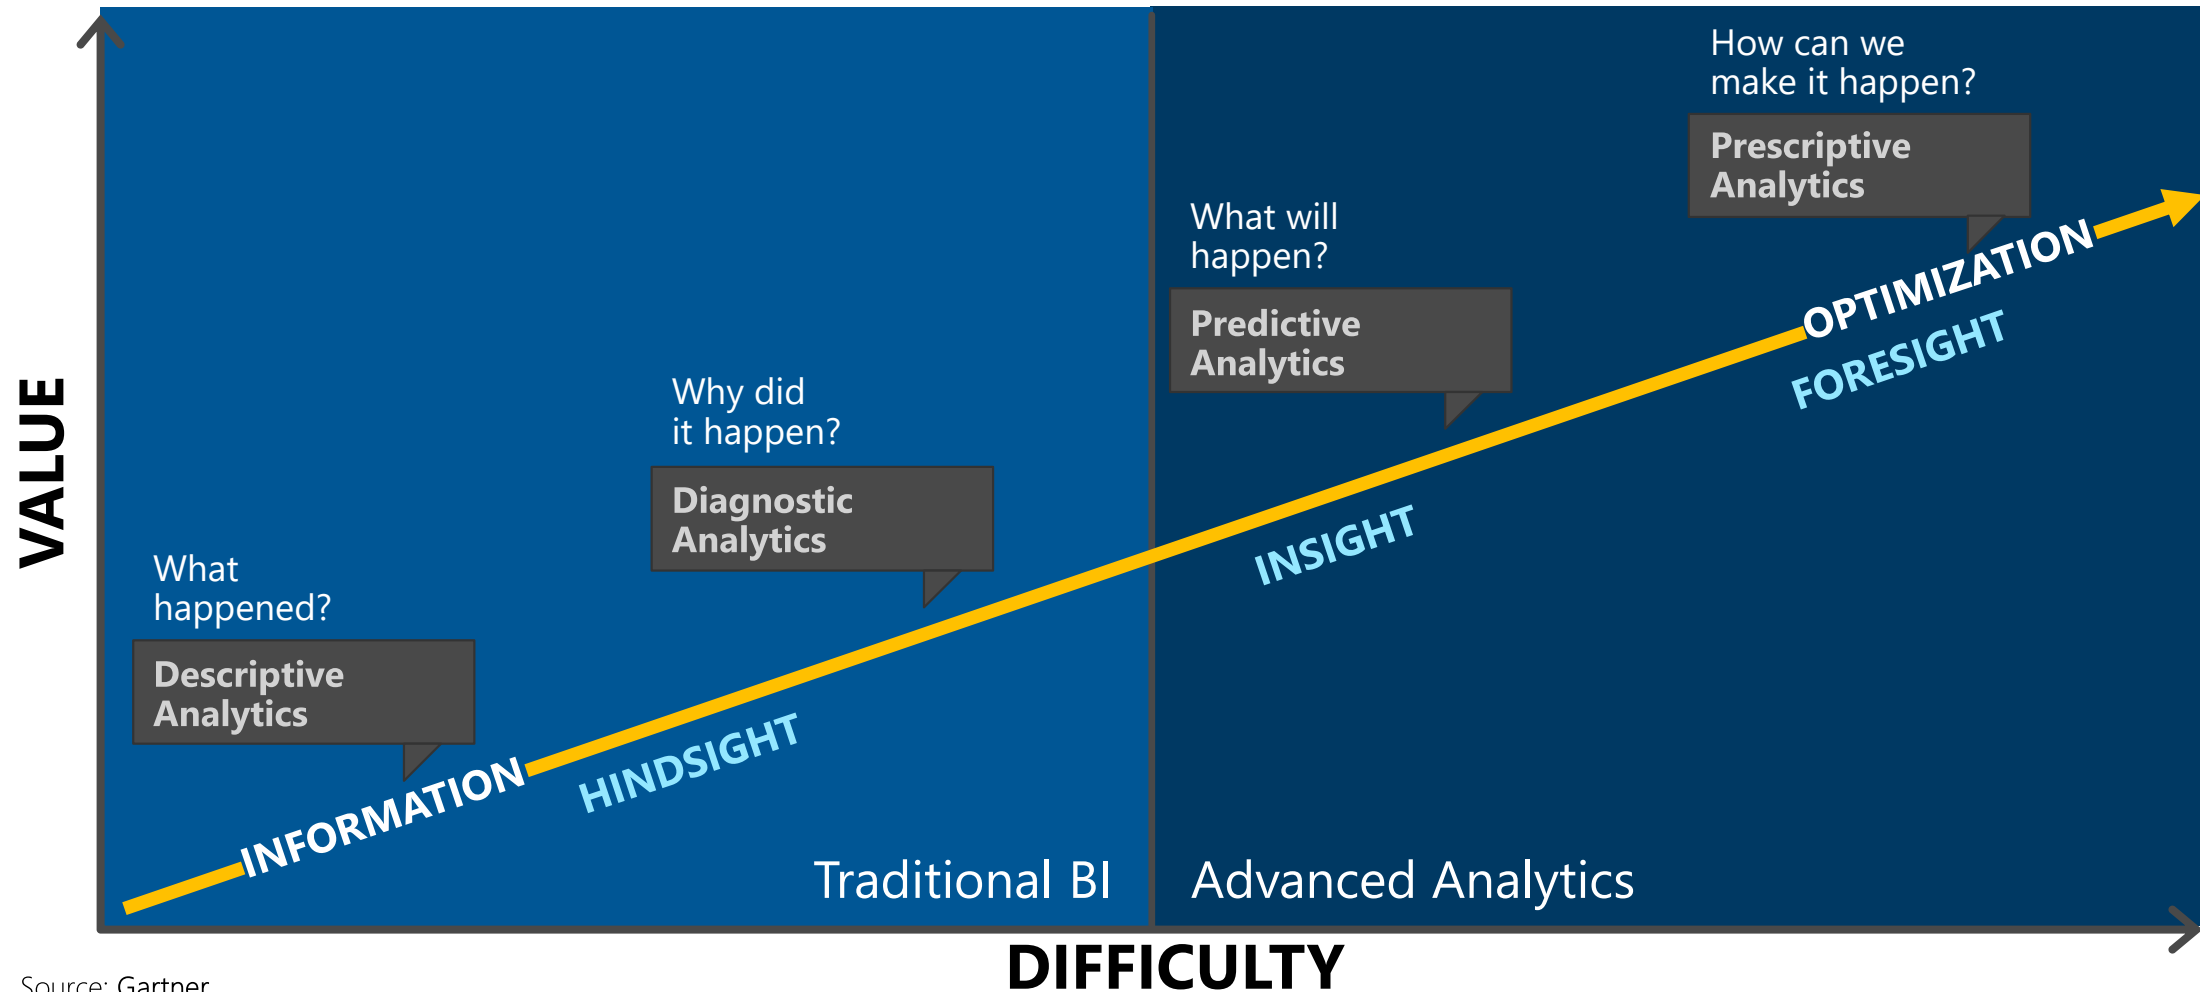 How can we
make it happen?
Prescriptive
Analytics
What will
happen?
Predictive
Analytics
OPTIMIZATION
FORESIGHT
Why did
it happen?
Diagnostic
Analytics
INSIGHT
What
happened?
Descriptive
Analytics
INFORMATION
HINDSIGHT
VALUE
Traditional BI
Advanced Analytics
DIFFICULTY
Source: Gartner